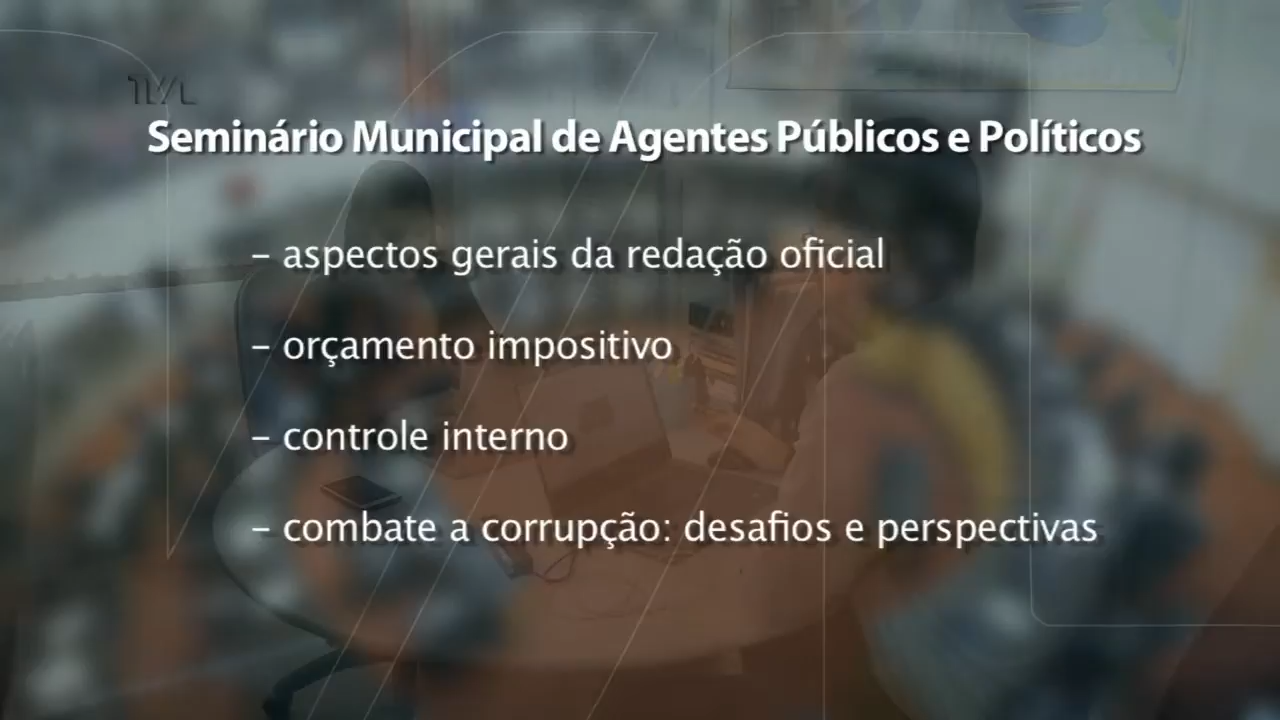 TVL
Seminário Municipal de Agentes Públicos e Políticos
– aspectos gerais da redação oficial
– orçamento impositivo
– controle interno
– combate a corrupção: desafios e perspectivas